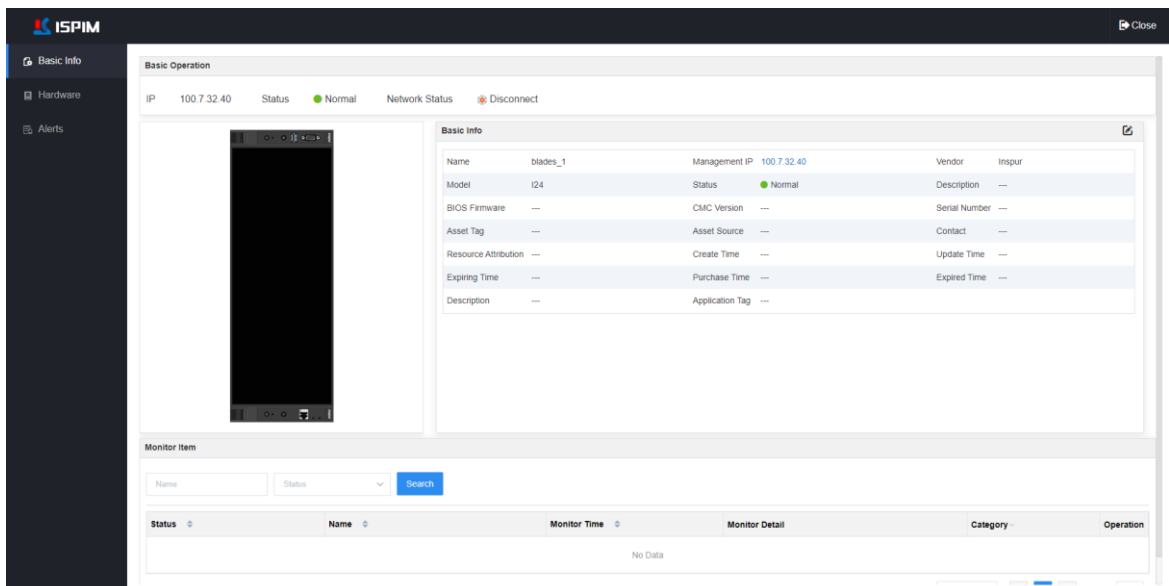 ISPIM
Close
Basic Info
Hardware
Alerts
Basic Operation
IP 100.7.32.40 Status Normal Network Status Disconnect
Basic Info
Name blades_1 Management IP 100.7.32.40 Vendor Inspur
Model I24 Status Normal Description ---
BIOS Firmware --- CMC Version --- Serial Number ---
Asset Tag --- Asset Source --- Contact ---
Resource Attribution --- Create Time --- Update Time ---
Expiring Time --- Purchase Time --- Expired Time ---
Description --- Application Tag ---
Monitor Item
Name Status Search
Status Name Monitor Time Monitor Detail Category Operation
No Data